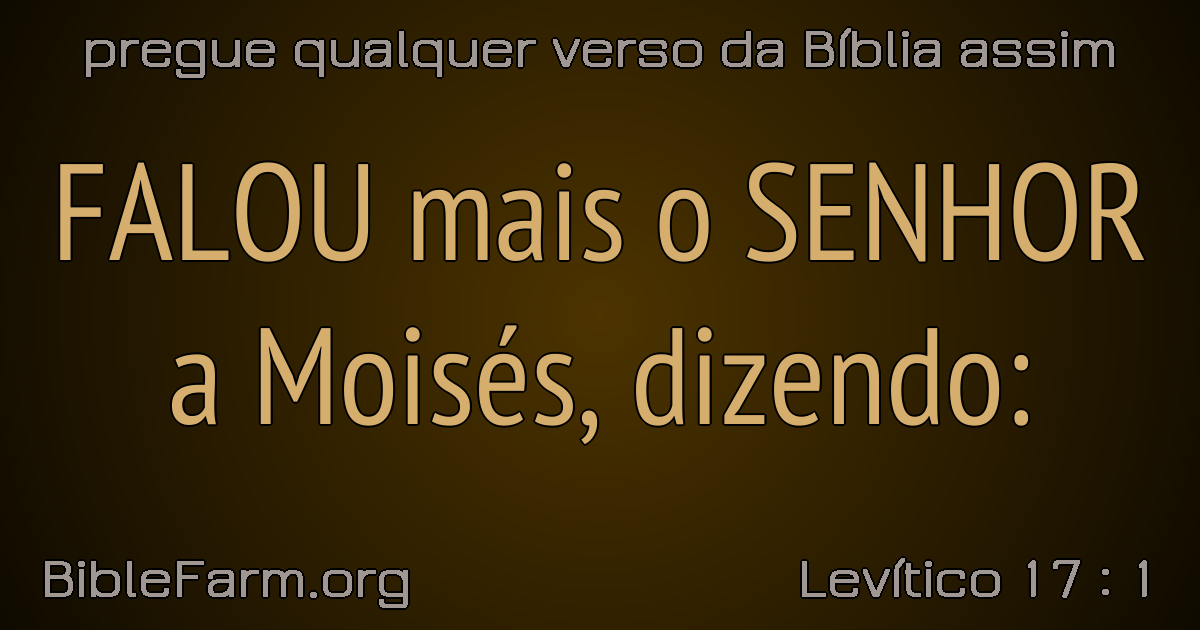 pregue qualquer verso da Bíblia assim
FALOU mais o SENHOR
a Moisés, dizendo:
BibleFarm.org
Levítico 17 : 1